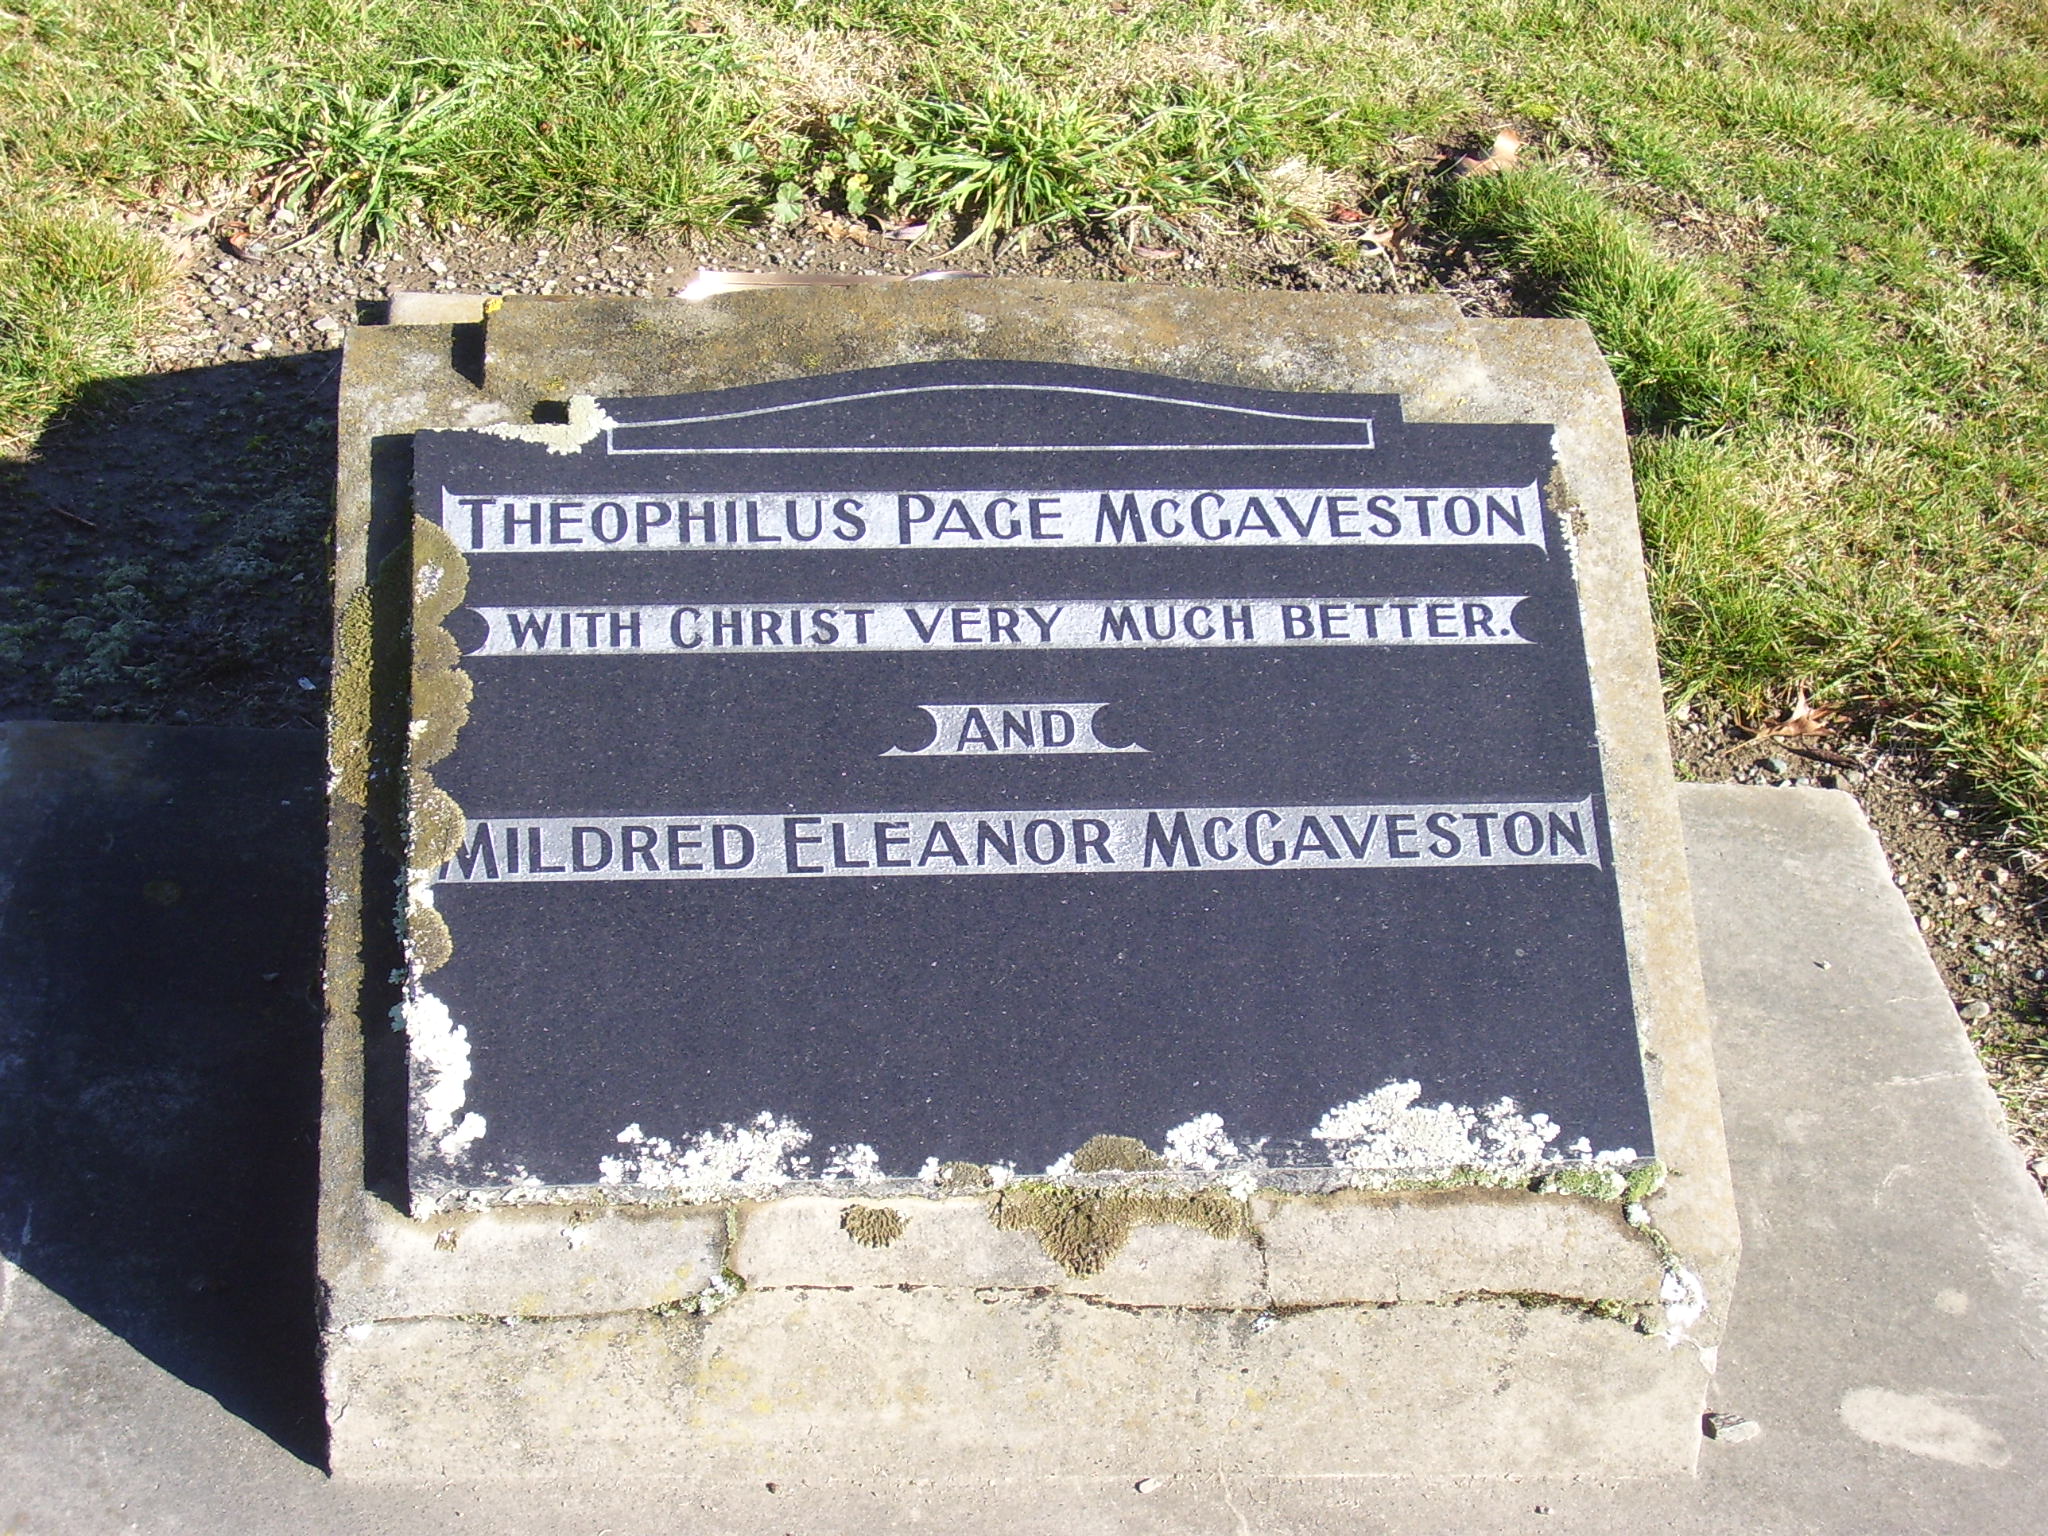 THEOPHILUS PAGE MCGAVESTON
WITH CHRIST VERY MUCH BETTER.
AND
MILDRED ELEANOR MCGAVESTON